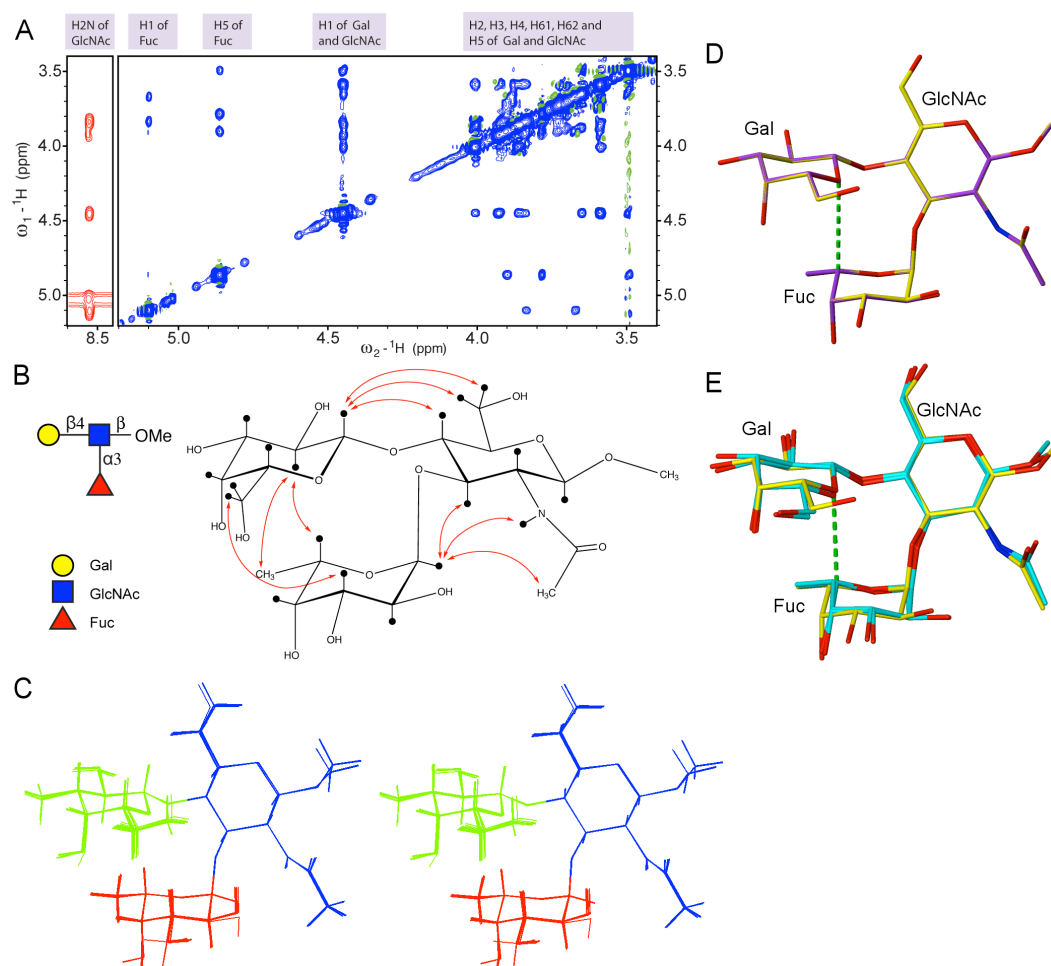 A
H2N of
GlcNAc
H1 of
Fuc
H5 of
Fuc
H1 of Gal
and GlcNAc
H2, H3, H4, H61, H62 and
H5 of Gal and GlcNAc
3.5
4.0
4.5
5.0
ω1 - 1H (ppm)
3.5
4.0
4.5
5.0
8.5
5.0
4.5
4.0
3.5
ω2 - 1H (ppm)
D
Gal
GlcNAc
Fuc
B
β4
β
OMe
α3
Gal
GlcNAc
Fuc
OH
OH
HO
O
O
O
O
CH3
O
HO
HO
N
O
CH3
O
H3C
OH
HO
OH
E
Gal
GlcNAc
Fuc
C